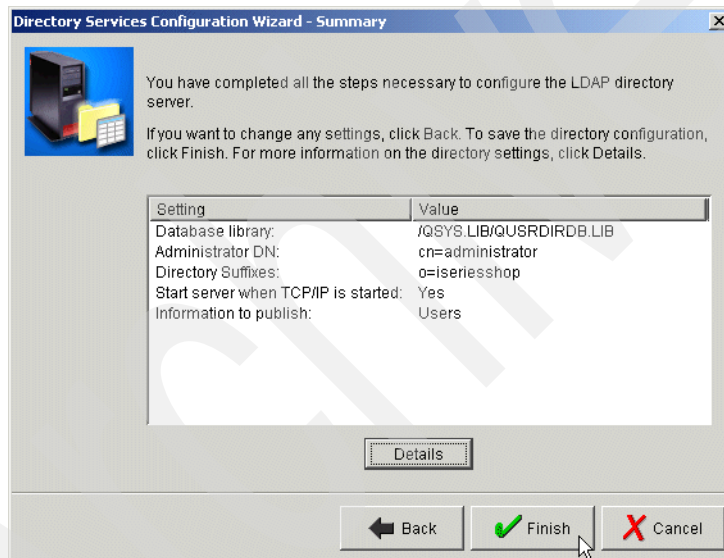 Directory Services Configuration Wizard - Summary
You have completed all the steps necessary to configure the LDAP directory
server.
If you want to change any settings, click Back. To save the directory configuration,
click Finish. For more information on the directory settings, click Details.
Setting Value
Database library: /QSYS.LIB/QUSRDIRDB.LIB
Administrator DN: cn=administrator
Directory Suffixes: o=iseriesshop
Start server when TCP/IP is started: Yes
Information to publish: Users
Details
Back Finish Cancel